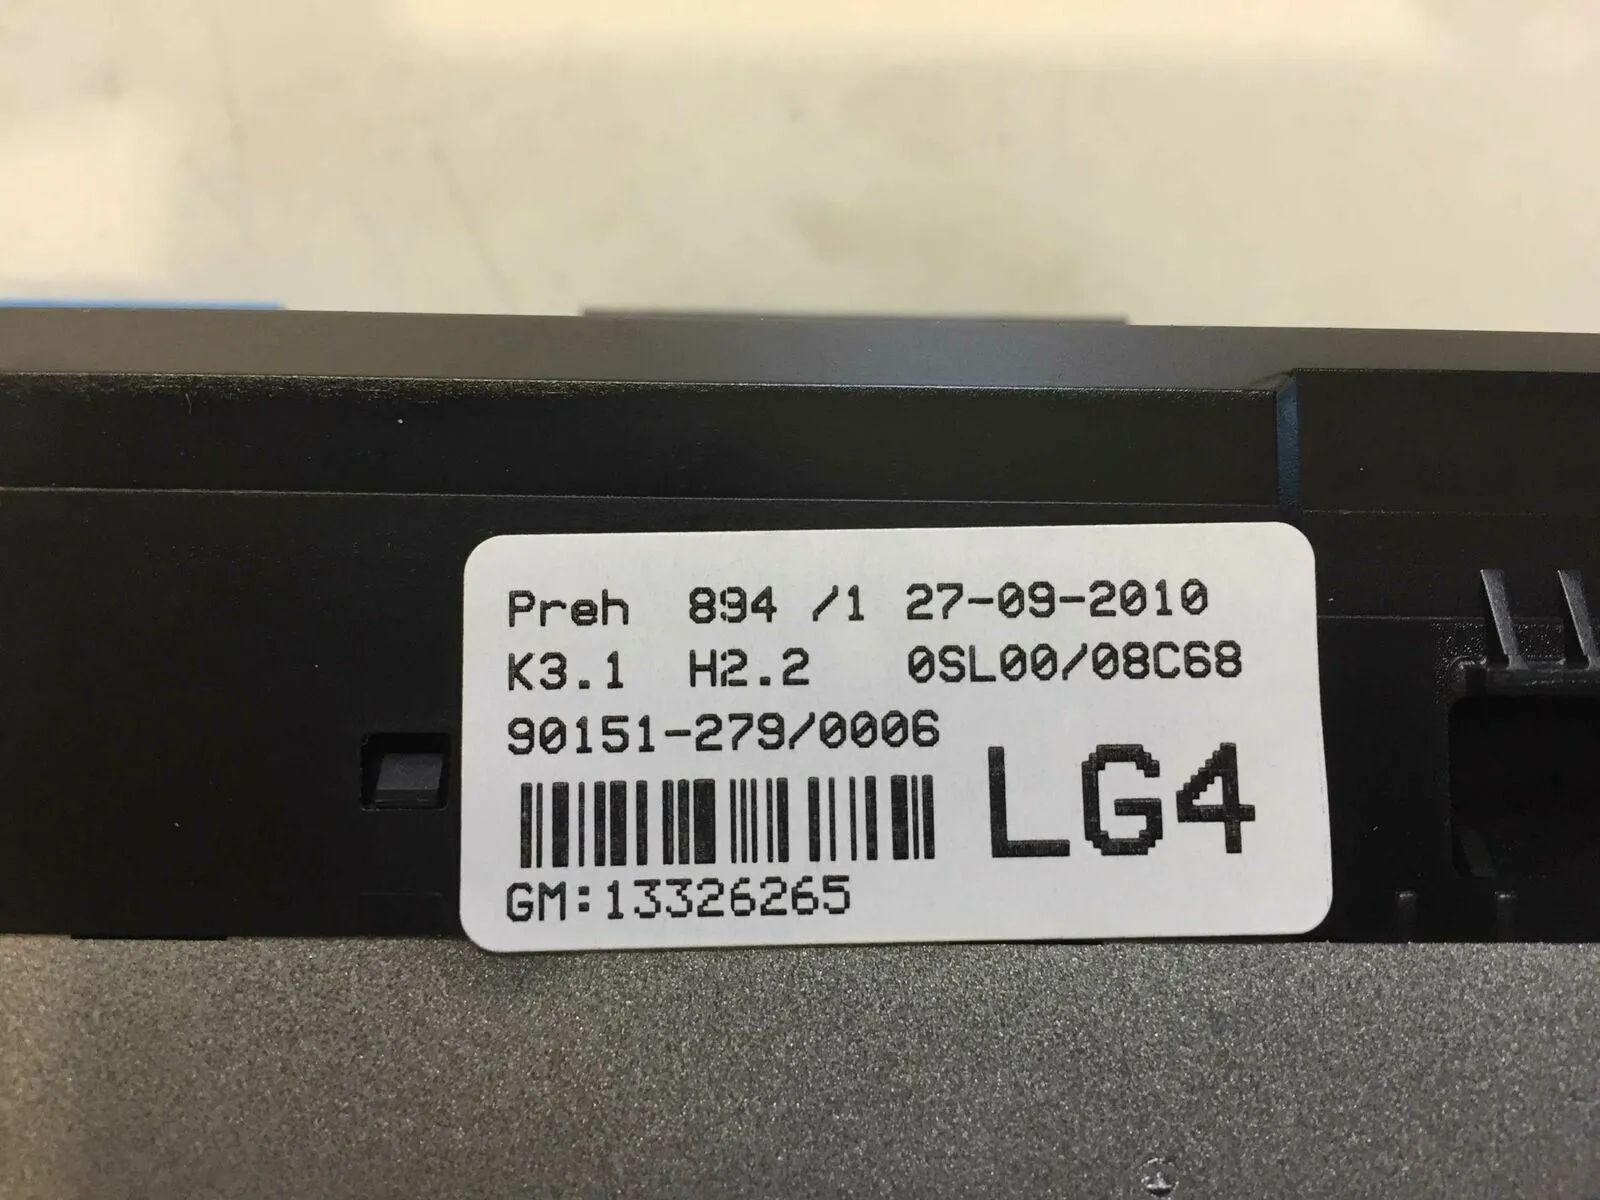 Preh 894 /1 27-09-2010
K3.1 H2.2 0SL00/08C68
90151-279/0006
LG4
GM:13326265